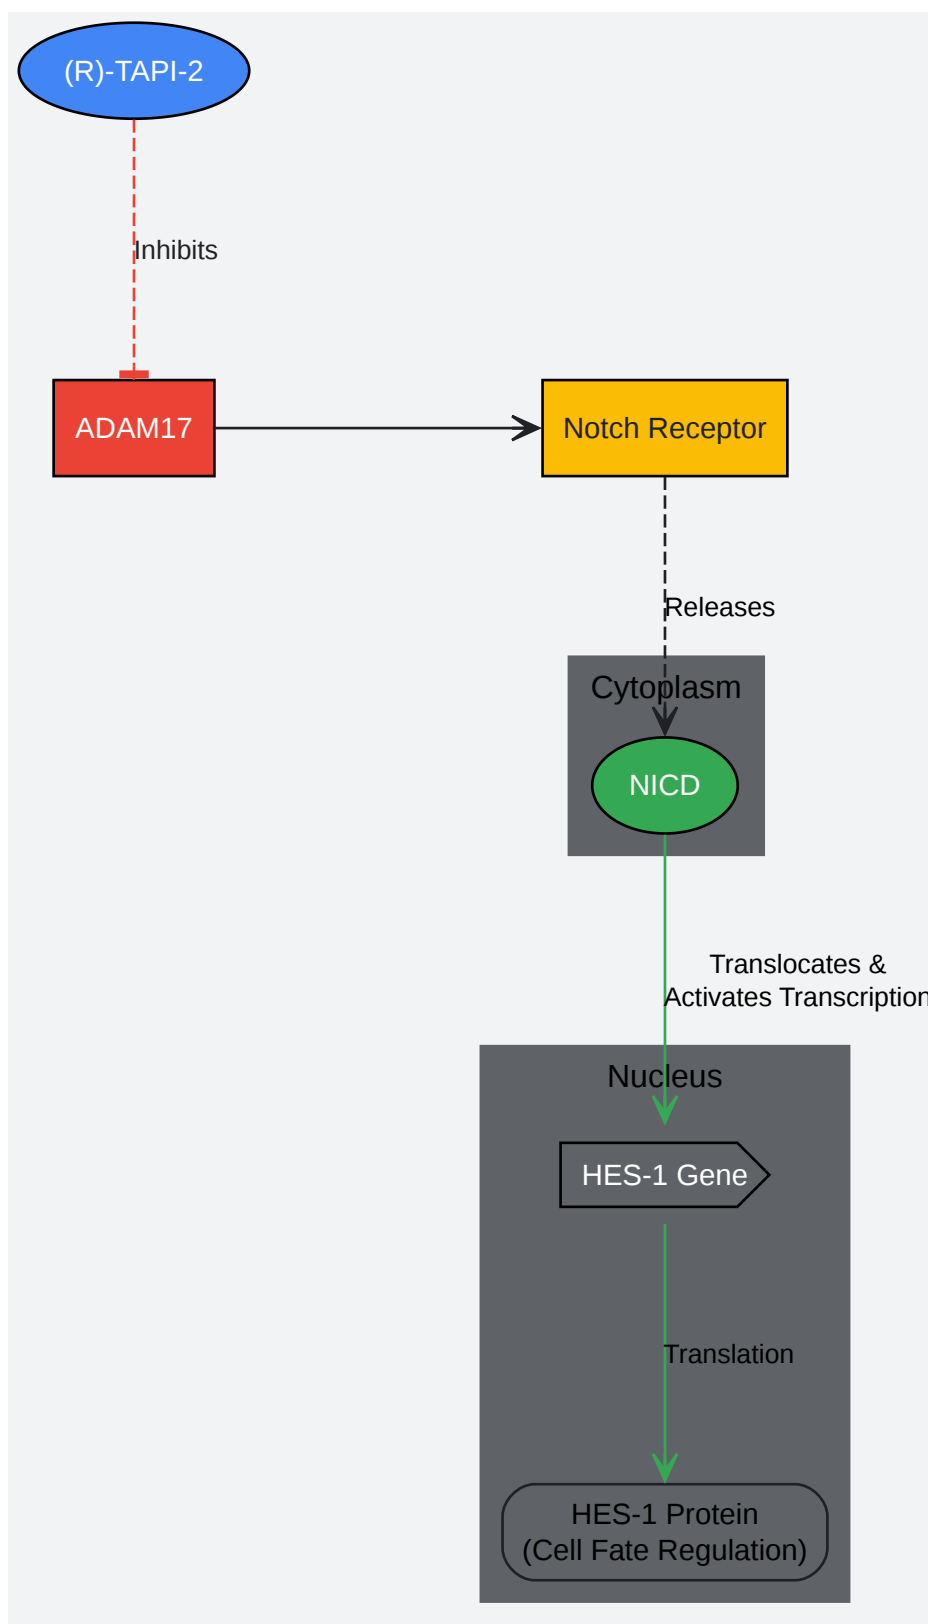 (R)-TAPI-2
Inhibits
ADAM17
Notch Receptor
Releases
Cytoplasm
NICD
Translocates &
Activates Transcription
Nucleus
HES-1 Gene
Translation
HES-1 Protein
(Cell Fate Regulation)